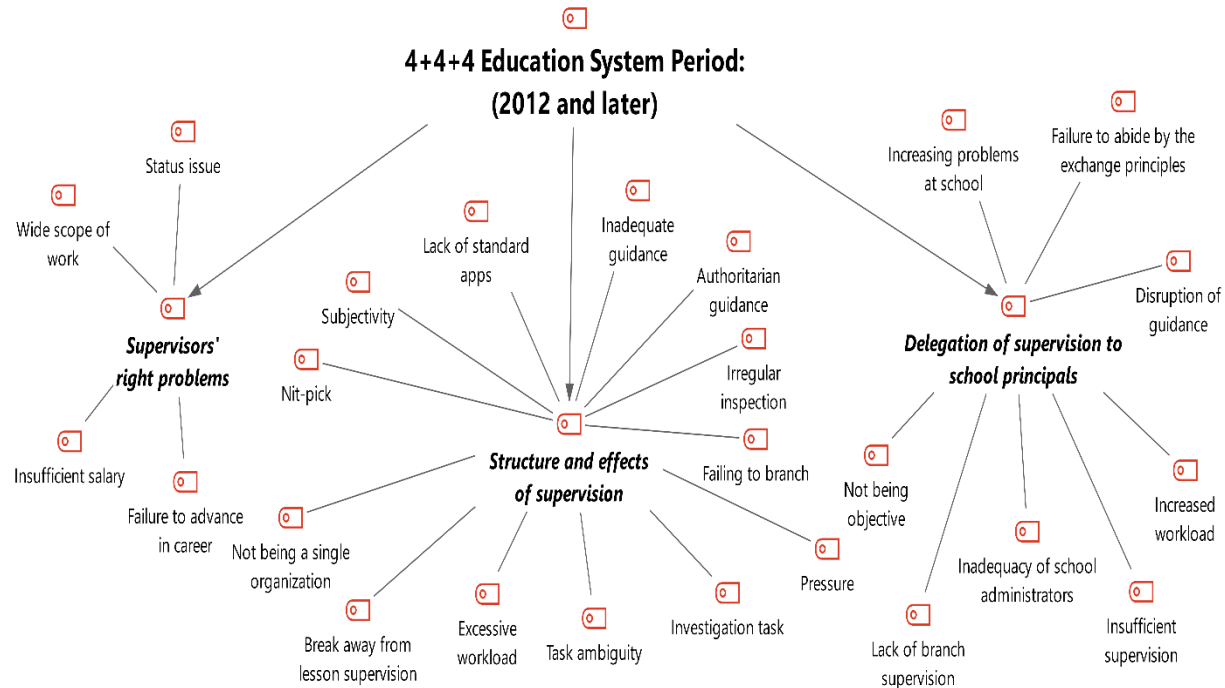 4+4+4 Education System Period:
(2012 and later)
Status issue
Wide scope of
work
Supervisors'
right problems
Insufficient salary
Failure to advance
in career
Lack of standard
apps
Inadequate
guidance
Authoritarian
guidance
Subjectivity
Irregular
inspection
Nit-pick
Structure and effects
of supervision
Failing to branch
Not being a single
organization
Break away from
lesson supervision
Excessive
workload
Task ambiguity
Investigation task
Pressure
Increasing problems
at school
Failure to abide by the
exchange principles
Disruption of
guidance
Delegation of supervision to
school principals
Not being
objective
Increased
workload
Inadequacy of school
administrators
Lack of branch
supervision
Insufficient
supervision